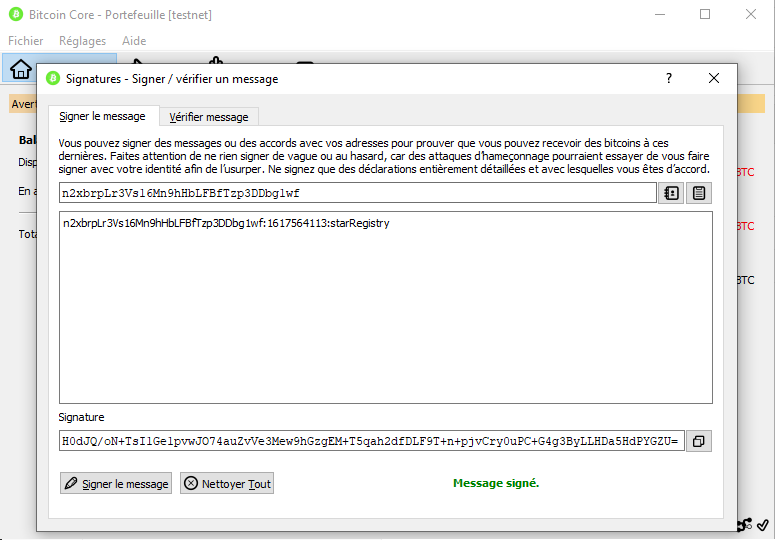 Bitcoin Core - Portefeuille [testnet]
Fichier Réglages Aide
Signatures - Signer / vérifier un message
?
Avert
Signer le message Vérifier message
Vous pouvez signer des messages ou des accords avec vos adresses pour prouver que vous pouvez recevoir des bitcoins à ces
dernières. Faites attention de ne rien signer de vague ou au hasard, car des attaques d'hameçonnage pourraient essayer de vous faire
signer avec votre identité afin de l'usurper. Ne signez que des déclarations entièrement détaillées et avec lesquelles vous êtes d'accord.
n2xbrpLr3Vs16Mn9hHbLFBfTzp3DDbg1wf
n2xbrpLr3Vs16Mn9hHbLFBfTzp3DDbg1wf:1617564113:starRegistry
Bal
Disp
En a
Tota
BTC
BTC
BTC
Signature
H0dJQ/oN+TsIlGe1pvwJO74auZvVe3Mew9hGzgEM+T5qah2dfDLF9T+n+pjvCry0uPC+G4g3ByLLHDa5HdPYGZU=
Signer le message Nettoyer Tout Message signé.